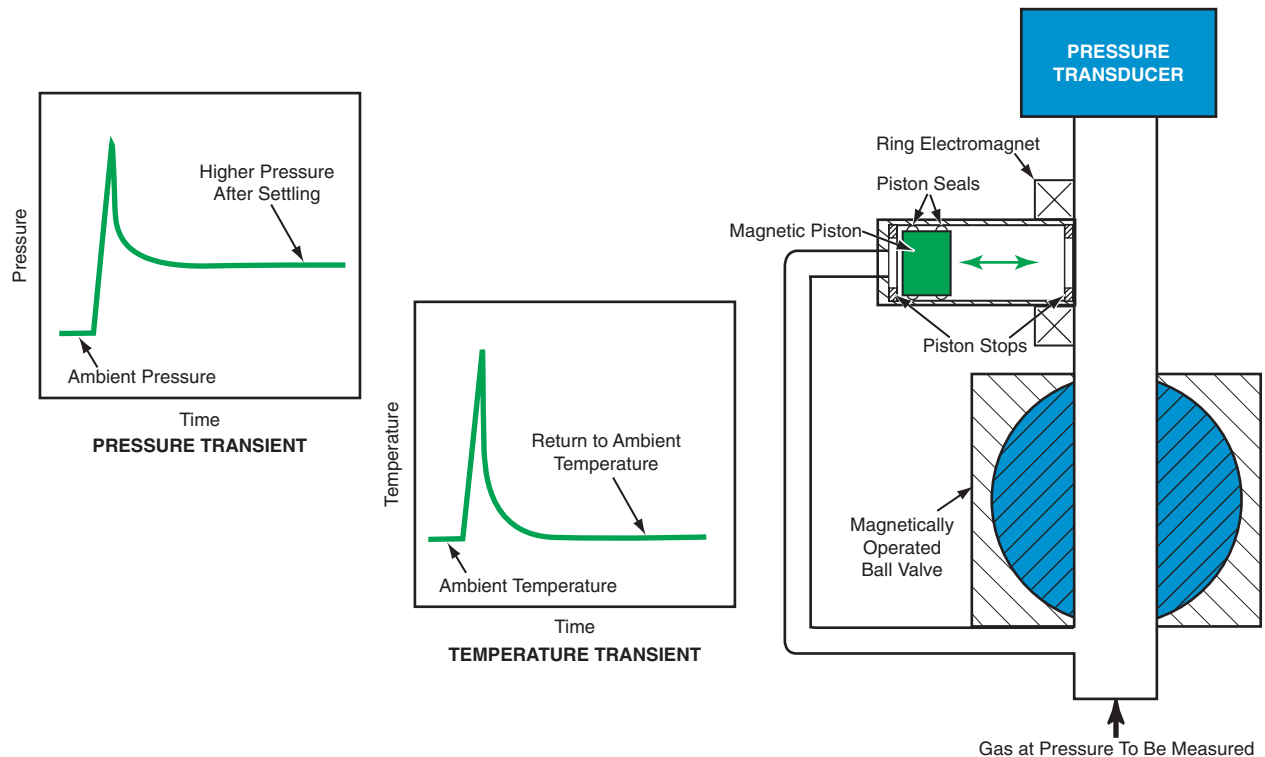 Pressure
Higher Pressure
After Settling
Ambient Pressure
Time
PRESSURE TRANSIENT
Temperature
Return to Ambient
Temperature
Ambient Temperature
Time
TEMPERATURE TRANSIENT
PRESSURE
TRANSDUCER
Ring Electromagnet
Piston Seals
Magnetic Piston
Piston Stops
Magnetically
Operated
Ball Valve
Gas at Pressure To Be Measured